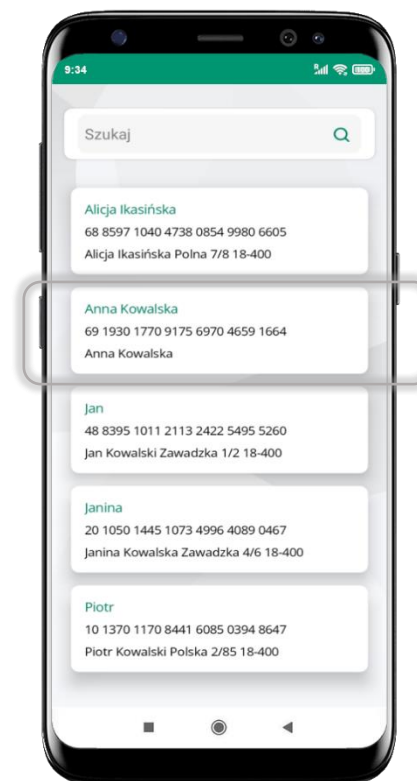 9:34
Szukaj
Alicja Ikasińska
68 8597 1040 4738 0854 9980 6605
Alicja Ikasińska Polna 7/8 18-400
Anna Kowalska
69 1930 1770 9175 6970 4659 1664
Anna Kowalska
Jan
48 8395 1011 2113 2422 5495 5260
Jan Kowalski Zawadzka 1/2 18-400
Janina
20 1050 1445 1073 4996 4089 0467
Janina Kowalska Zawadzka 4/6 18-400
Piotr
10 1370 1170 8441 6085 0394 8647
Piotr Kowalski Polska 2/85 18-400